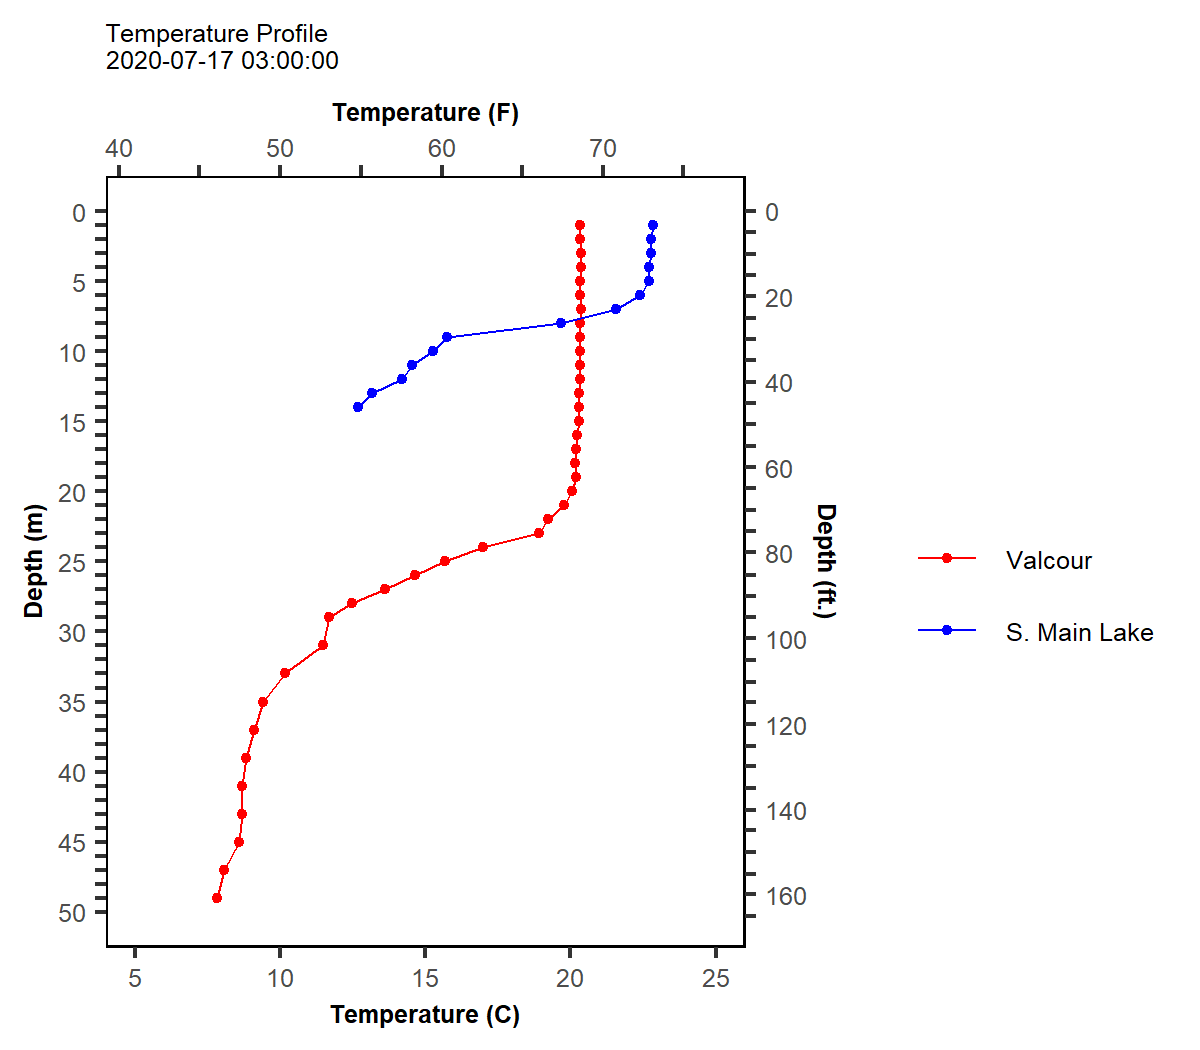 Temperature Profile
2020-07-17 03:00:00
Temperature (F)
40 50 60 70
0
5
10
15
20
25
30
35
40
45
50
Depth (m)
0
20
40
60
80
100
120
140
160
Depth (ft.)
5 10 15 20 25
Temperature (C)
Valcour
S. Main Lake